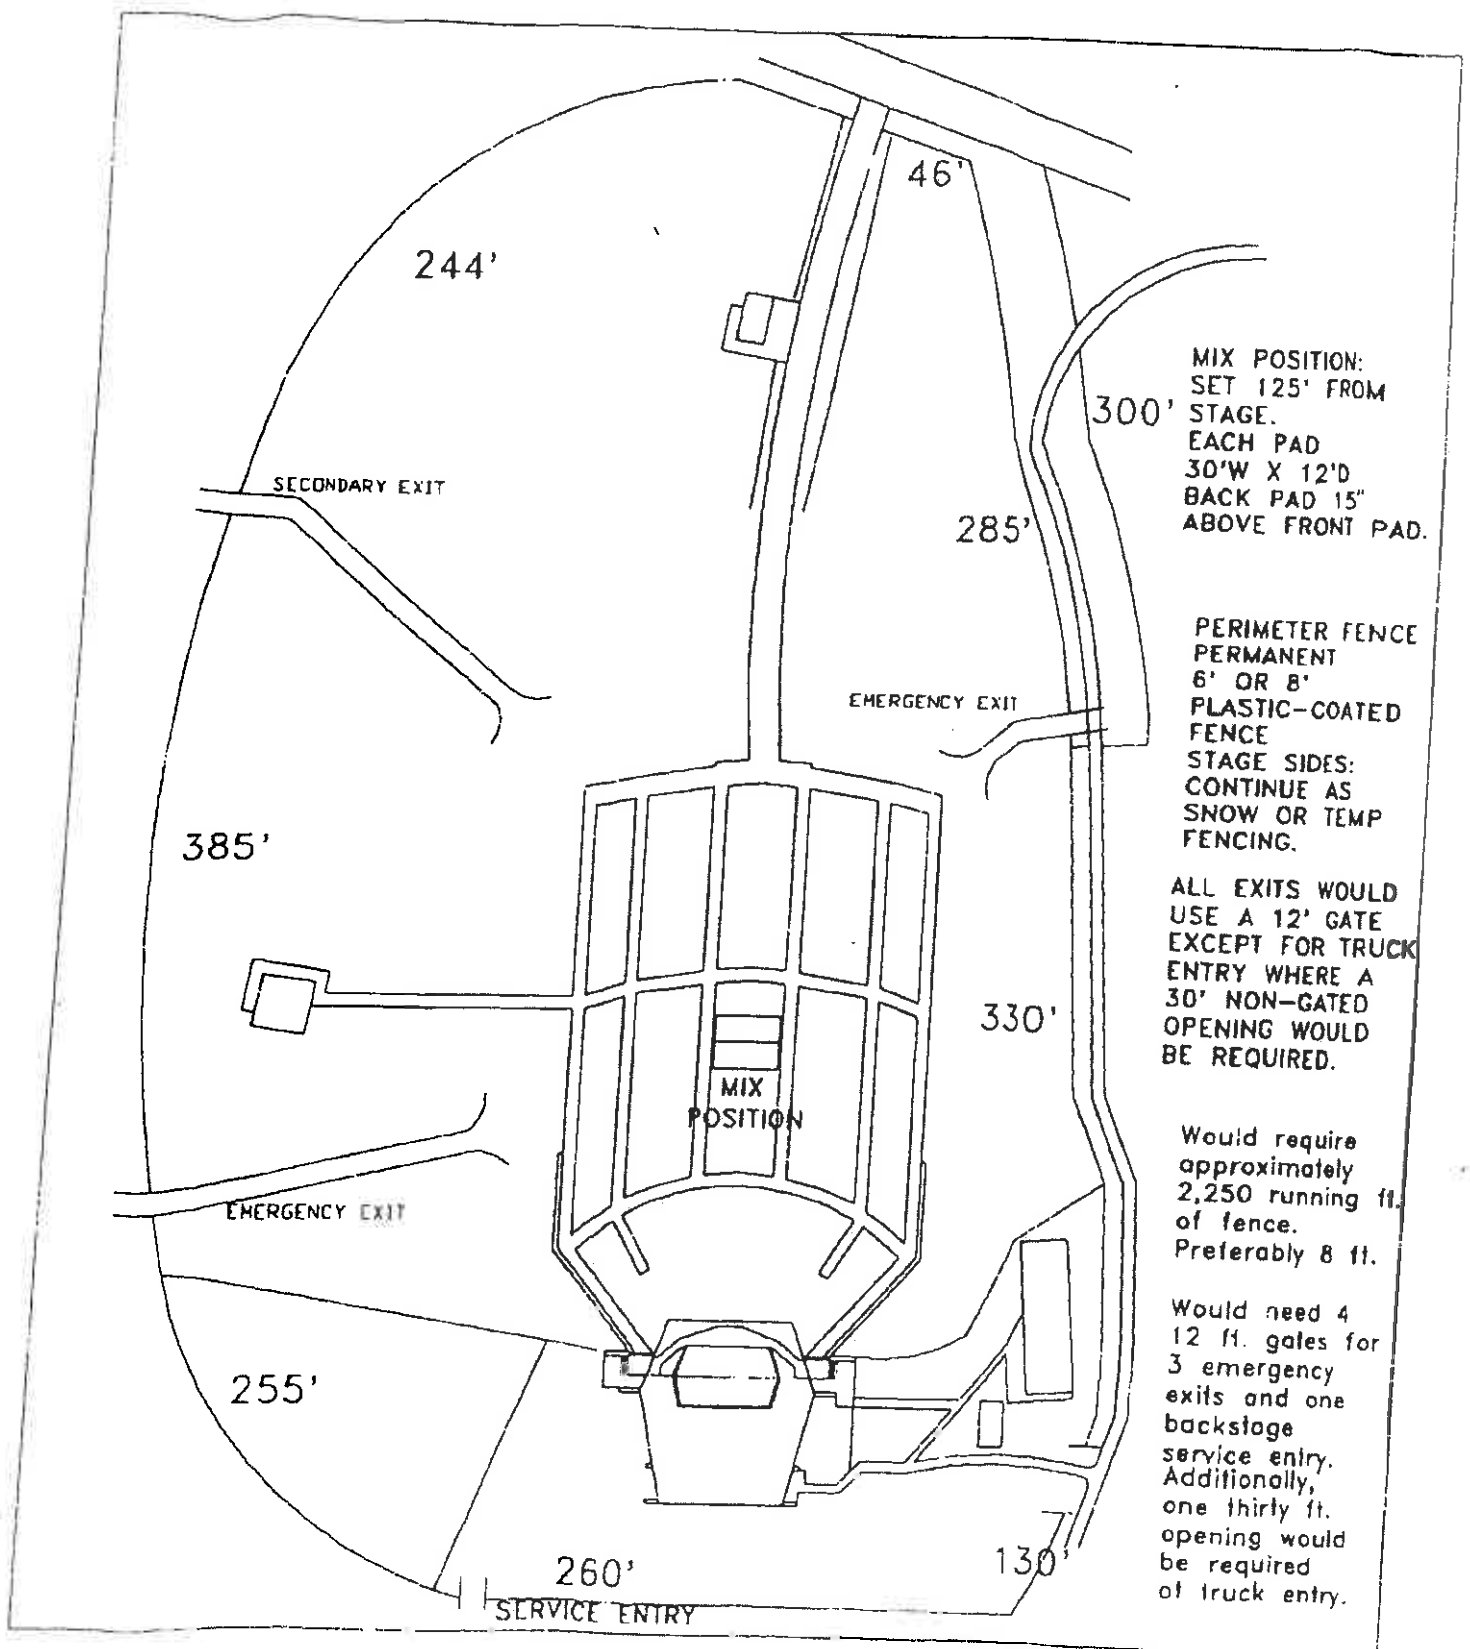 46'
244'
SECONDARY EXIT
300'
285'
EMERGENCY EXIT
385'
330'
MIX
POSITION
EMERGENCY EXIT
255'
260'
130'
SERVICE ENTRY
MIX POSITION:
SET 125' FROM
STAGE.
EACH PAD
30'W X 12'D
BACK PAD 15"
ABOVE FRONT PAD.
PERIMETER FENCE
PERMANENT
6' OR 8'
PLASTIC-COATED
FENCE
STAGE SIDES:
CONTINUE AS
SNOW OR TEMP
FENCING.
ALL EXITS WOULD
USE A 12' GATE
EXCEPT FOR TRUCK
ENTRY WHERE A
30' NON-GATED
OPENING WOULD
BE REQUIRED.
Would require
approximately
2,250 running ft.
of fence.
Preferably 8 ft.
Would need 4
12 ft. gates for
3 emergency
exits and one
backstage
service entry.
Additionally,
one thirty ft.
opening would
be required
at truck entry.